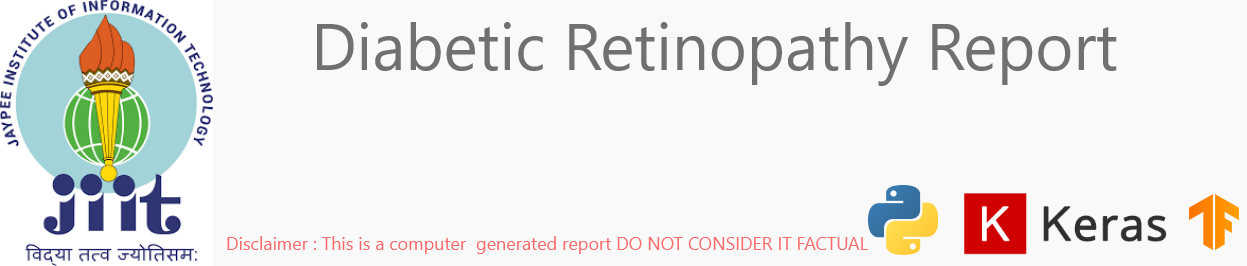 JAYPEE INSTITUTE OF INFORMATION TECHNOLOGY
Diabetic Retinopathy Report
jiit
विद्या तत्व ज्योतिसम:
Disclaimer : This is a computer generated report DO NOT CONSIDER IT FACTUAL
K Keras